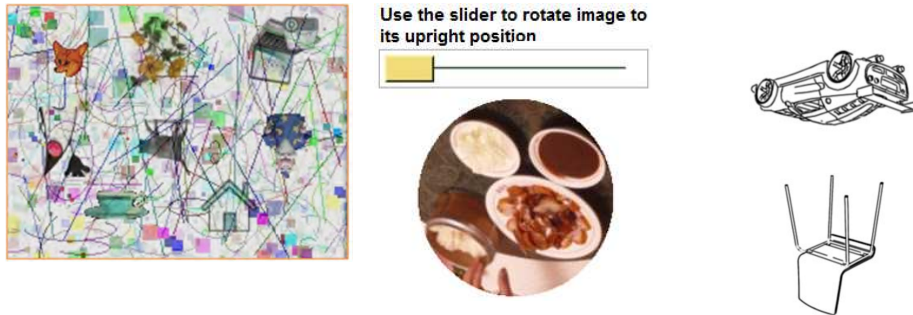 Use the slider to rotate image to
its upright position